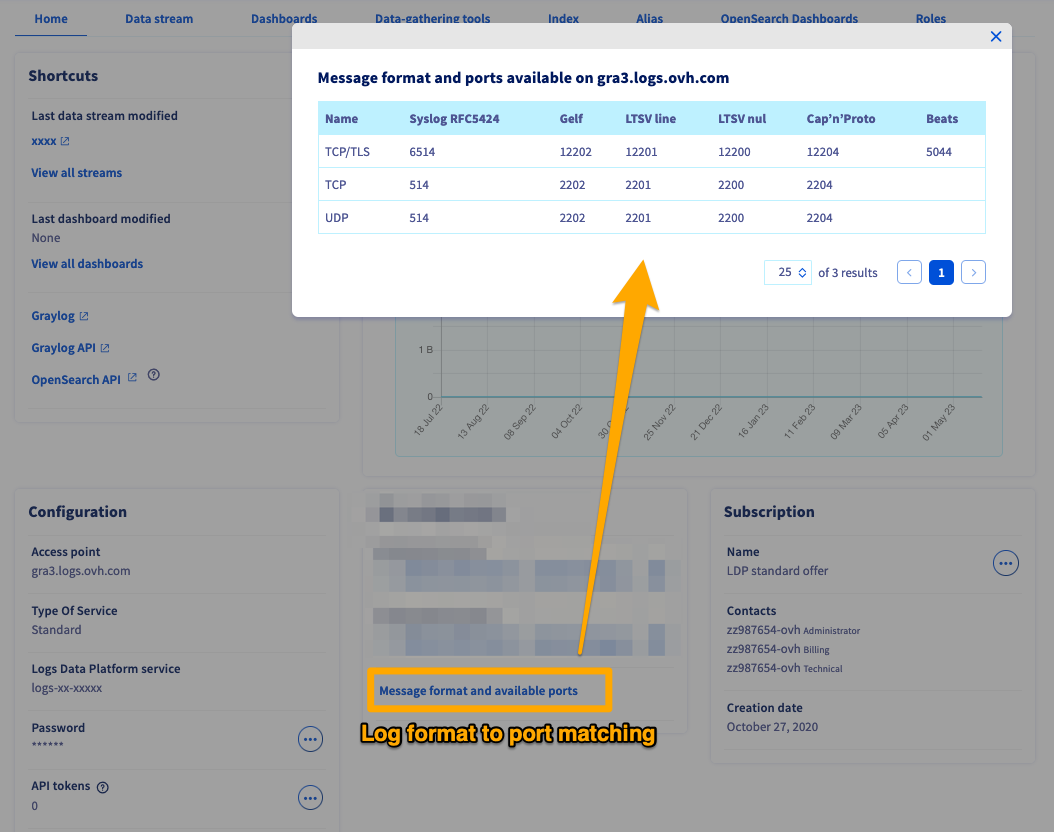 Home Data stream Dashboards Data-gathering tools Index Alias OpenSearch Dashboards Roles
Message format and ports available on gra3.logs.ovh.com
Name Syslog RFC5424 Gelf LTSV line LTSV nul Cap’n’Proto Beats
TCP/TLS 6514 12202 12201 12200 12204 5044
TCP 514 2202 2201 2200 2204
UDP 514 2202 2201 2200 2204
25 of 3 results 1
Shortcuts
Last data stream modified
xxxx
View all streams
Last dashboard modified
None
View all dashboards
Graylog
Graylog API
OpenSearch API
1 B
0
18 Jul 22 13 Aug 22 08 Sep 22 04 Oct 22 25 Nov 22 21 Dec 22 16 Jan 23 11 Feb 23 09 Mar 23 05 Apr 23 01 May 23
Configuration
Access point
gra3.logs.ovh.com
Type Of Service
Standard
Logs Data Platform service
logs-xx-xxxxx
Password
******
API tokens
0
Message format and available ports
Log format to port matching
Subscription
Name
LDP standard offer
Contacts
zz987654-ovh Administrator
zz987654-ovh Billing
zz987654-ovh Technical
Creation date
October 27, 2020